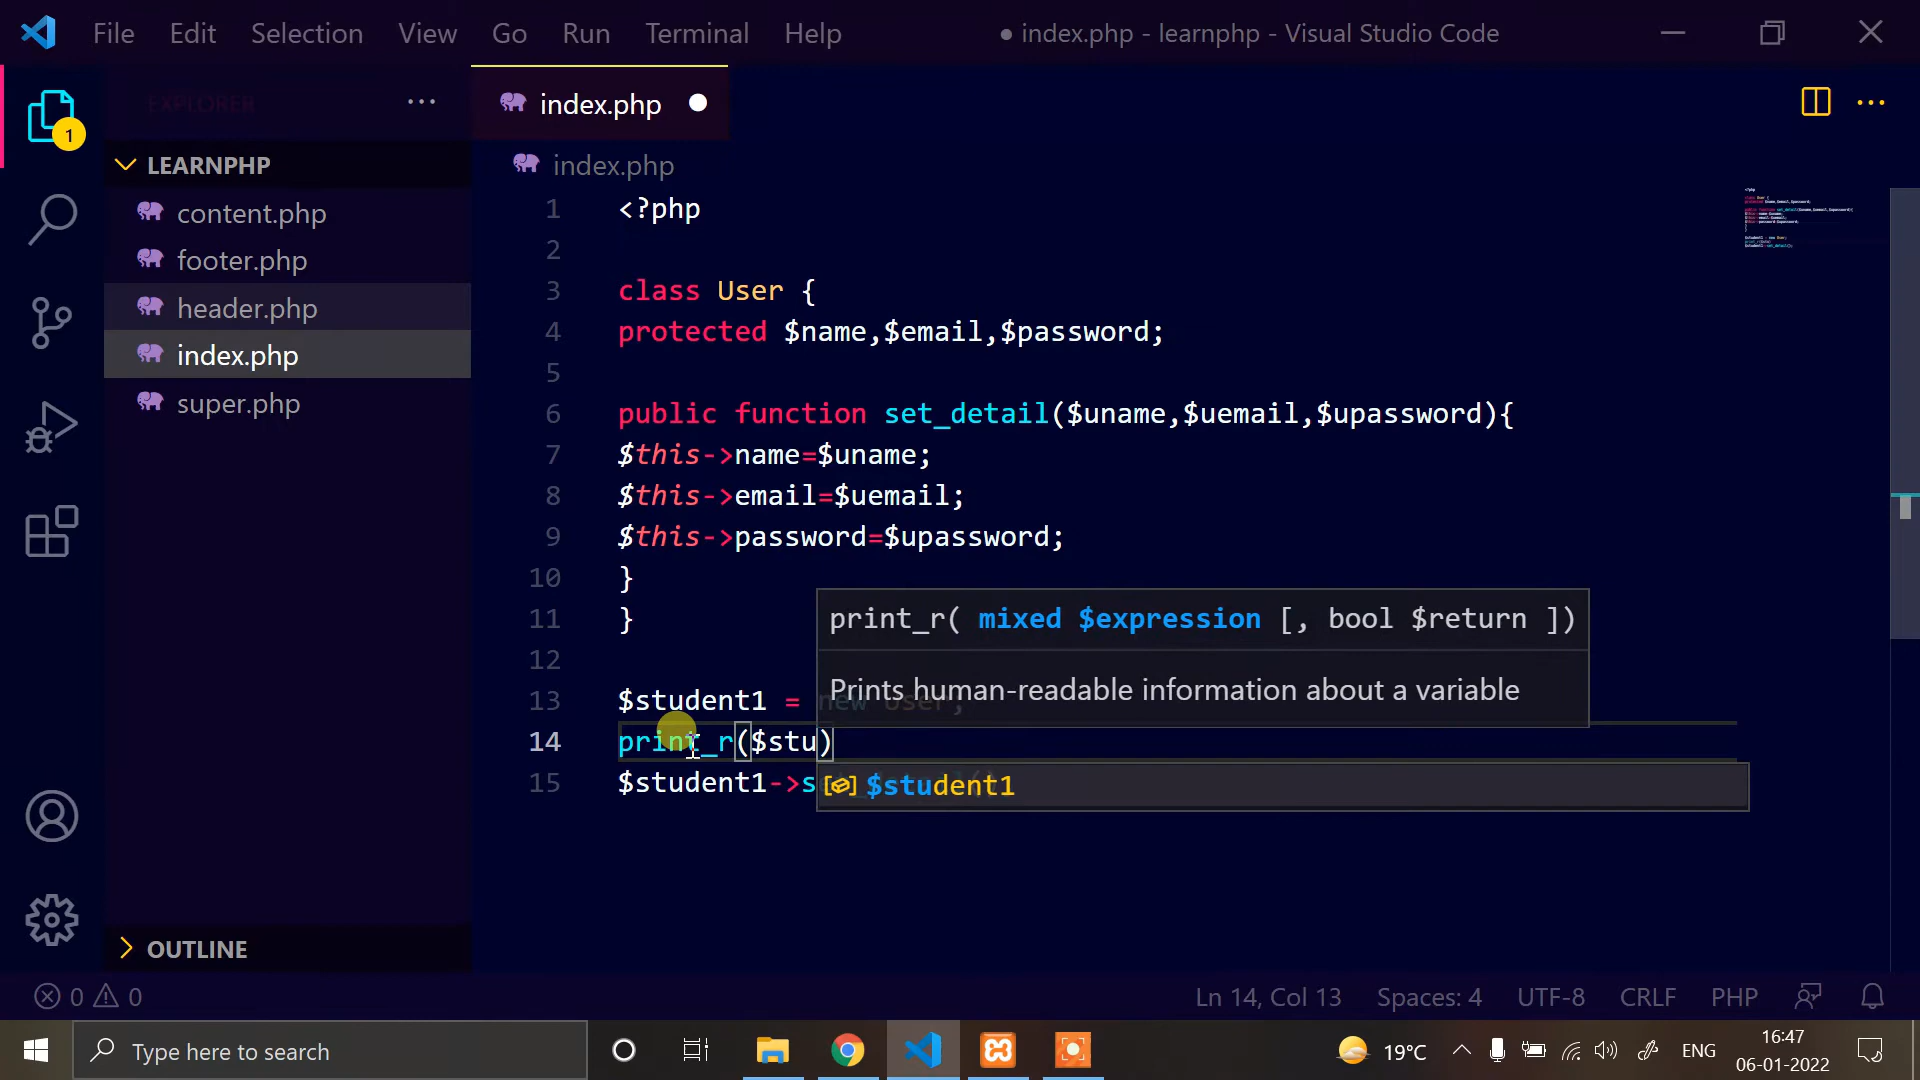 File Edit Selection View Go Run Terminal Help ● index.php - learnphp - Visual Studio Code
EXPLORER ···
index.php
LEARNPHP
content.php
footer.php
header.php
index.php
super.php
OUTLINE
index.php
1 <?php
2
3 class User {
4 protected $name,$email,$password;
5
6 public function set_detail($uname,$uemail,$upassword){
7 $this->name=$uname;
8 $this->email=$uemail;
9 $this->password=$upassword;
10 }
11 }
12
13 $student1 = new User;
14 print_r($stu)
15 $student1->s
print_r( mixed $expression [, bool $return ])
Prints human-readable information about a variable
$student1
1
0 0
Ln 14, Col 13 Spaces: 4 UTF-8 CRLF PHP
Type here to search
19°C ENG 16:47
06-01-2022